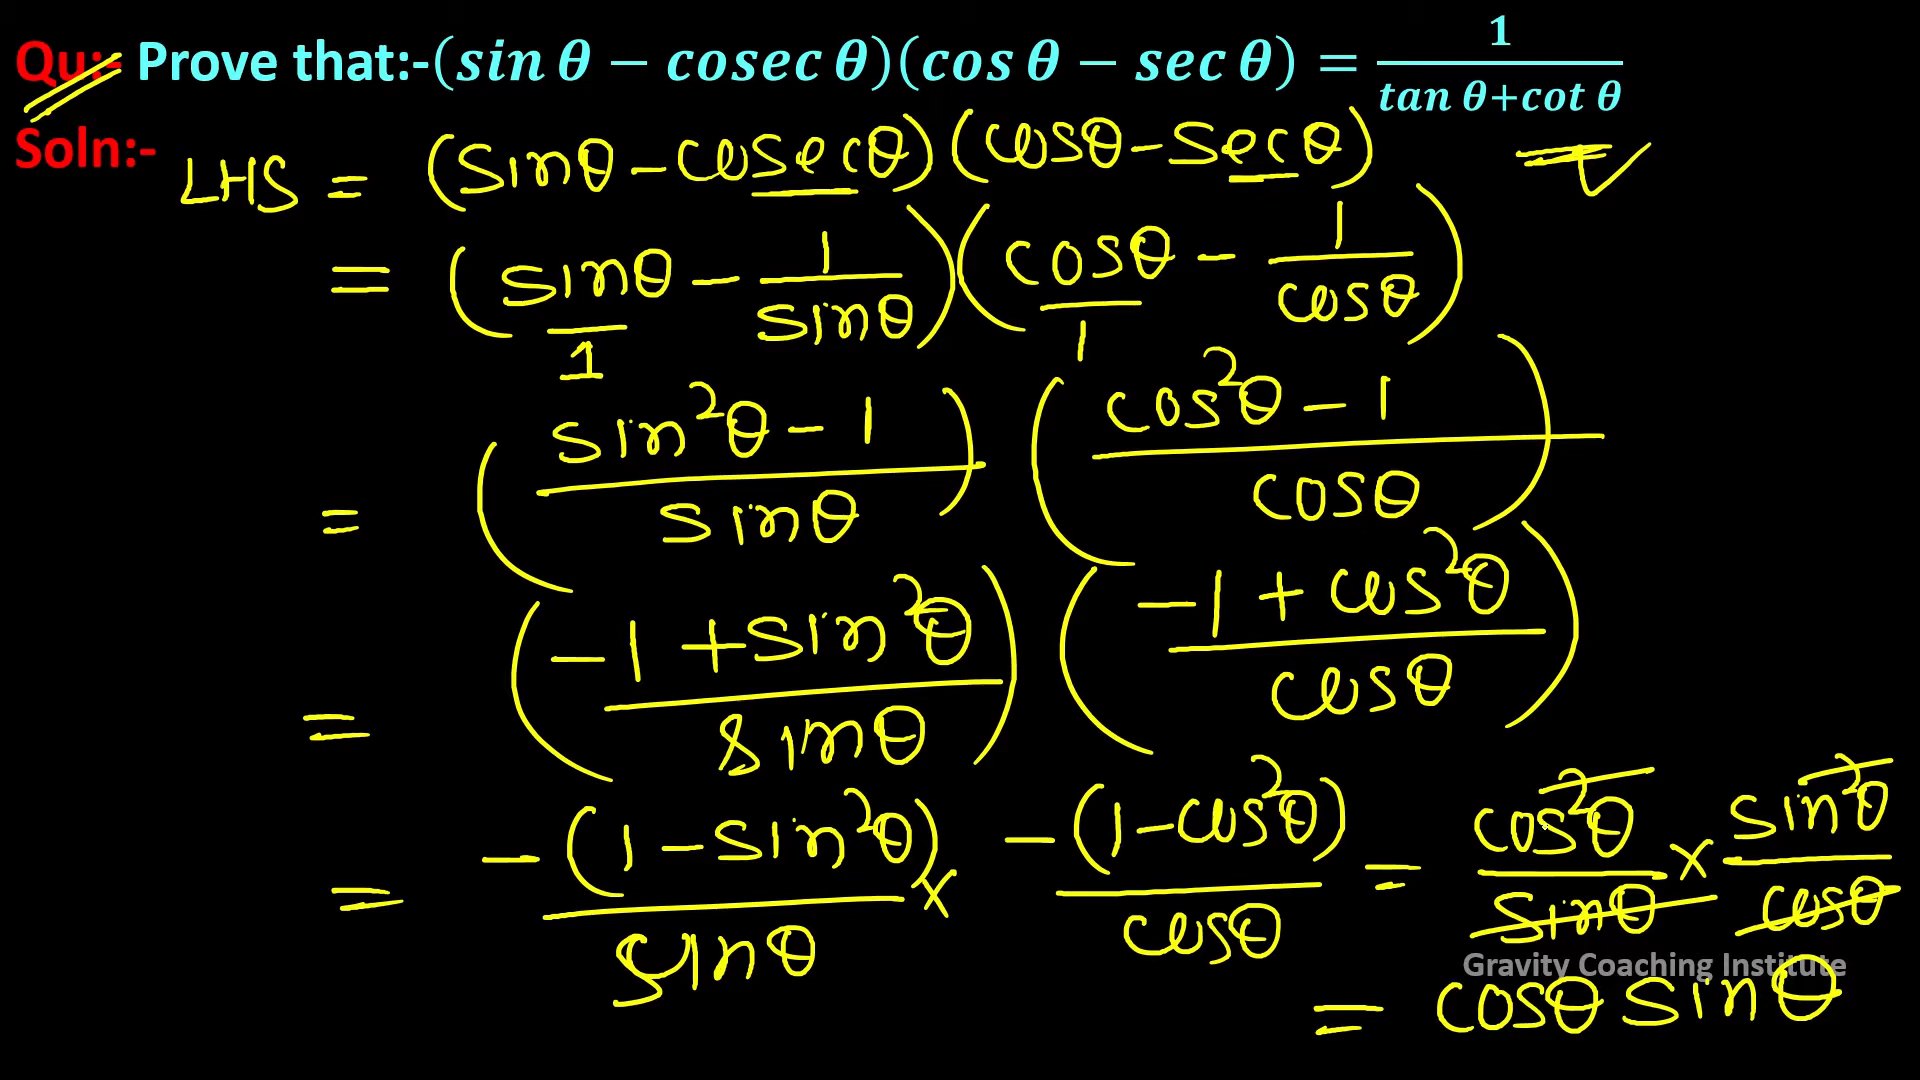 Qu:- Prove that:-(sin θ − cosec θ)(cos θ − sec θ) = 1/(tan θ+cot θ)
Soln:-
LHS = (sinθ − cosecθ)(cosθ − secθ)
= (sinθ/1 − 1/sinθ)(cosθ/1 − 1/cosθ)
= ((sin²θ − 1)/sinθ) ((cos²θ − 1)/cosθ)
= ((−1 + sin²θ)/sinθ) ((−1 + cos²θ)/cosθ)
= −(1 − sin²θ)/sinθ × −(1 − cos²θ)/cosθ = cos²θ/sinθ × sin²θ/cosθ
Gravity Coaching Institute
= cosθ sinθ